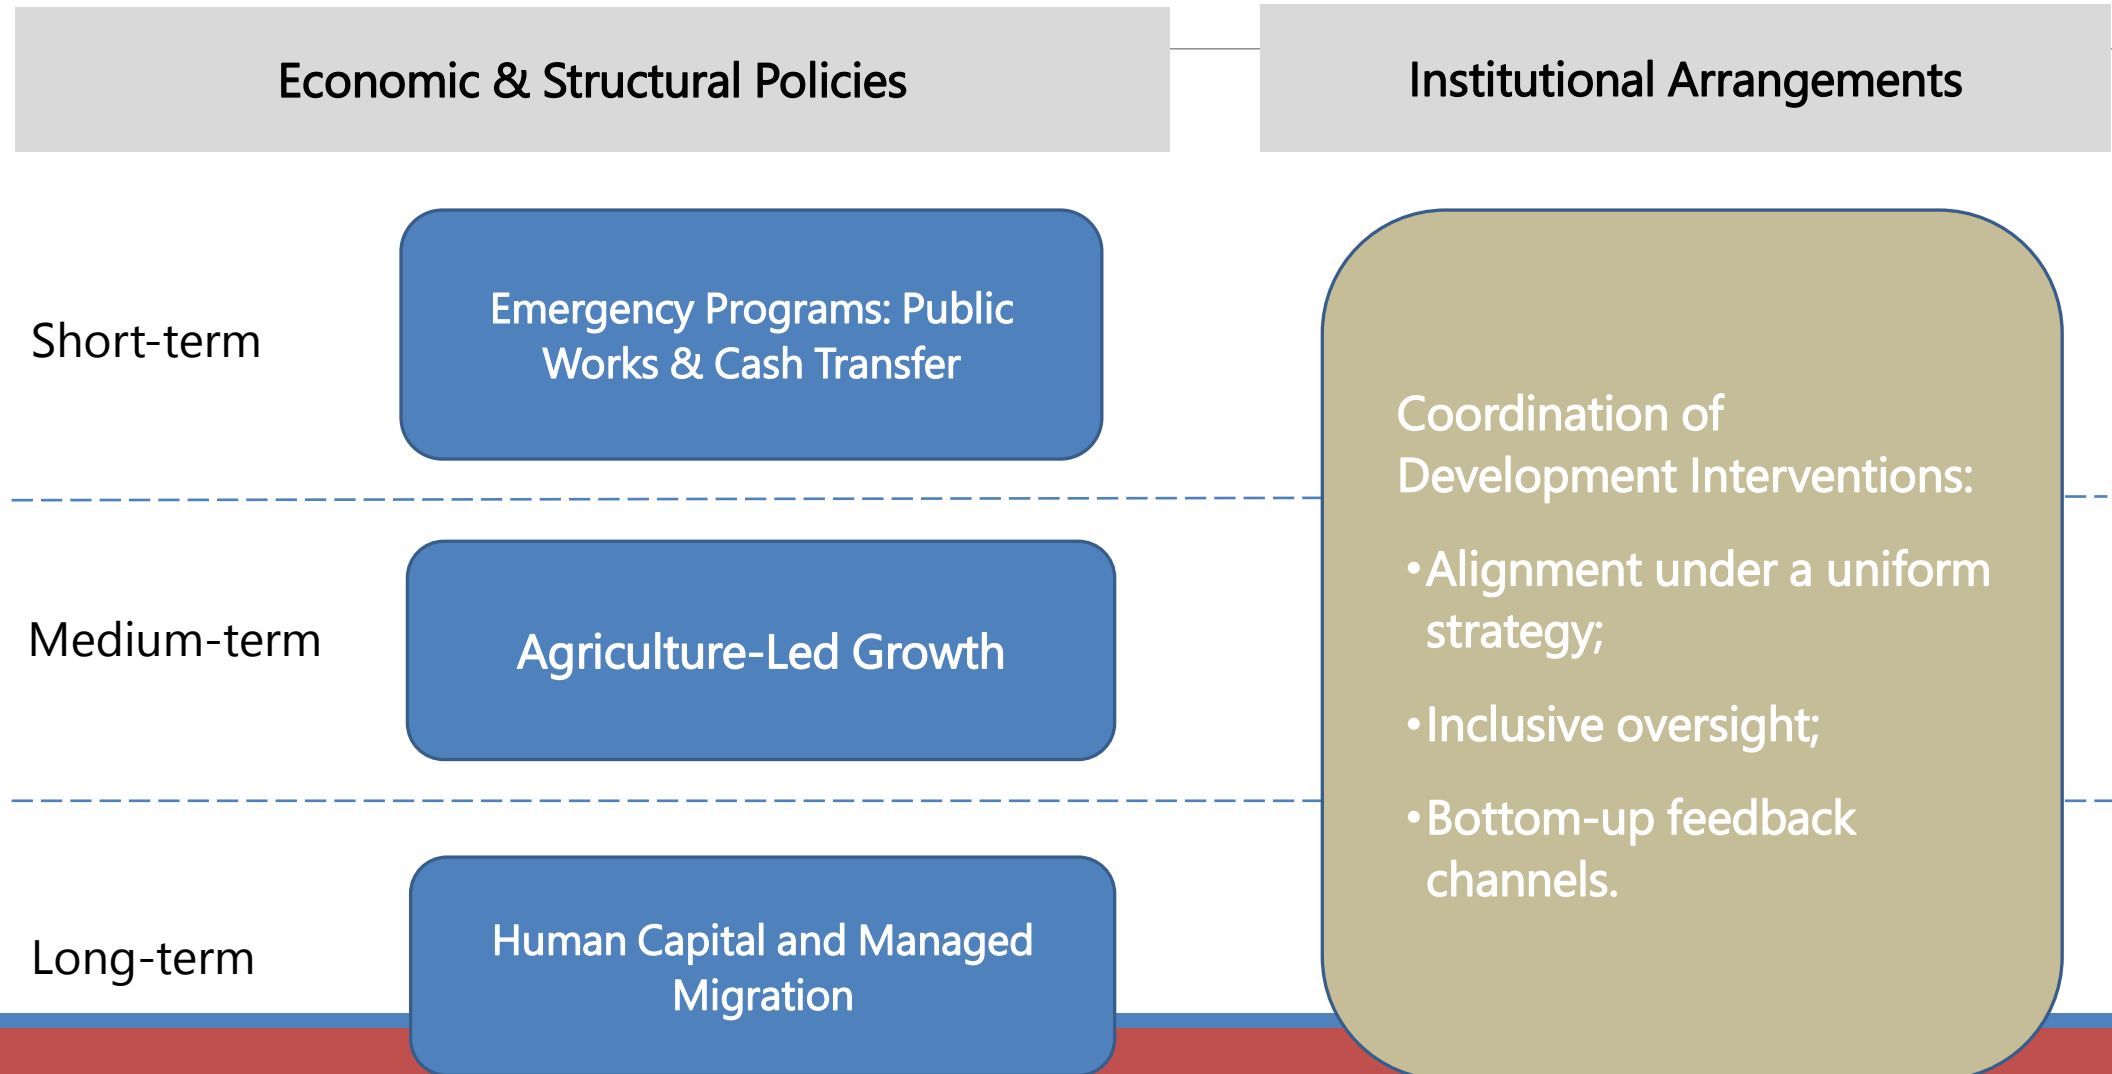 Economic & Structural Policies
Institutional Arrangements
Short-term
Emergency Programs: Public
Works & Cash Transfer
Medium-term
Agriculture-Led Growth
Long-term
Human Capital and Managed
Migration
Coordination of
Development Interventions:
•Alignment under a uniform
strategy;
•Inclusive oversight;
•Bottom-up feedback
channels.